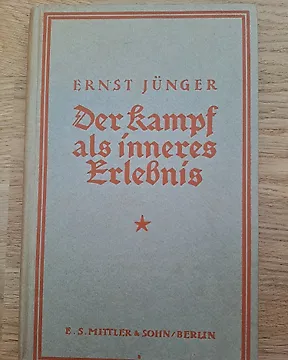 ERNST JÜNGER
Der Kampf
als inneres
Erlebnis
E. S. MITTLER & SOHN / BERLIN